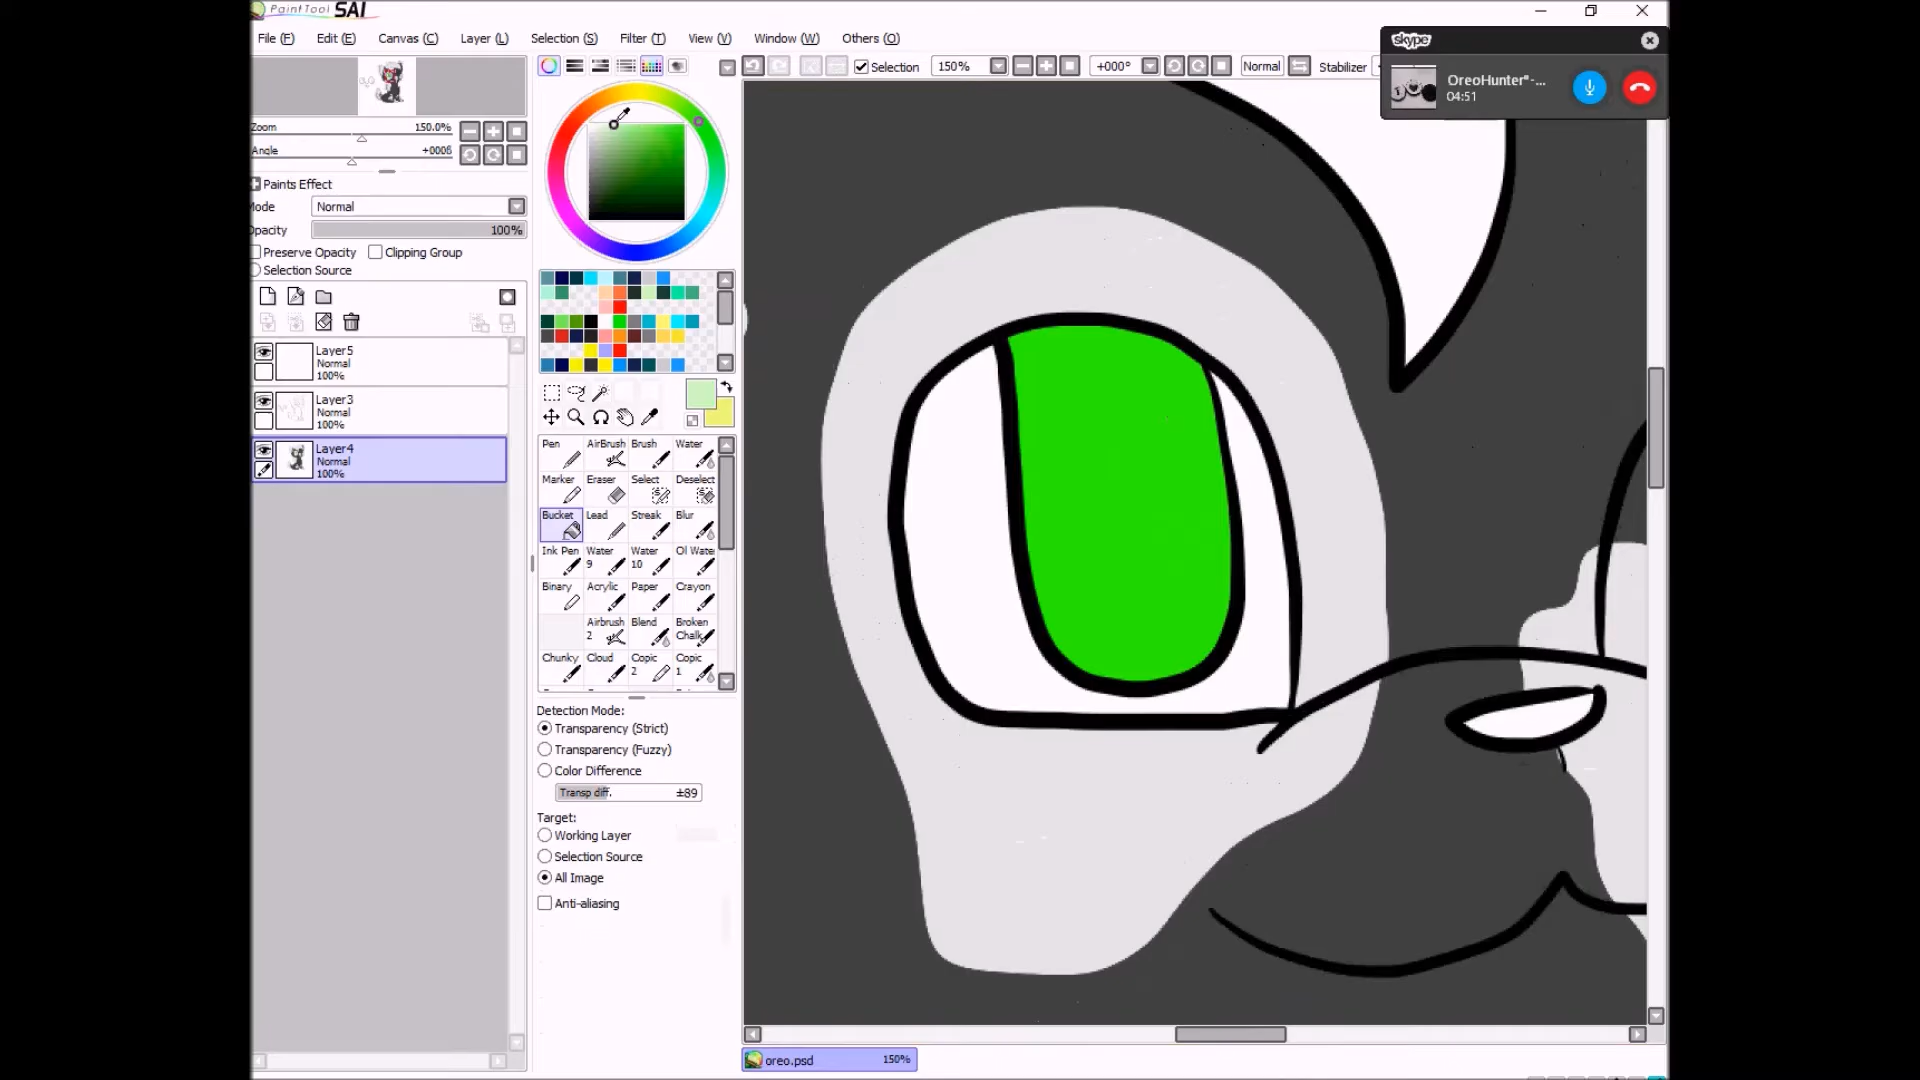 PaintTool SAI
File (F) Edit (E) Canvas (C) Layer (L) Selection (S) Filter (T) View (V) Window (W) Others (O)
skype
OreoHunter"-...
04:51
Selection 150% +000° Normal Stabilizer
Zoom 150.0%
Angle +000ß
Paints Effect
Mode Normal
Opacity 100%
Preserve Opacity Clipping Group
Selection Source
Layer5
Normal
100%
Layer3
Normal
100%
Layer4
Normal
100%
Pen AirBrush Brush Water
Marker Eraser Select Deselect
Bucket Lead Streak Blur
Ink Pen Water 9 Water 10 Ol Wate
Binary Acrylic Paper Crayon
Airbrush 2 Blend Broken Chalk
Chunky Cloud Copic 2 Copic 1
Detection Mode:
Transparency (Strict)
Transparency (Fuzzy)
Color Difference
Transp diff. ±89
Target:
Working Layer
Selection Source
All Image
Anti-aliasing
oreo.psd 150%